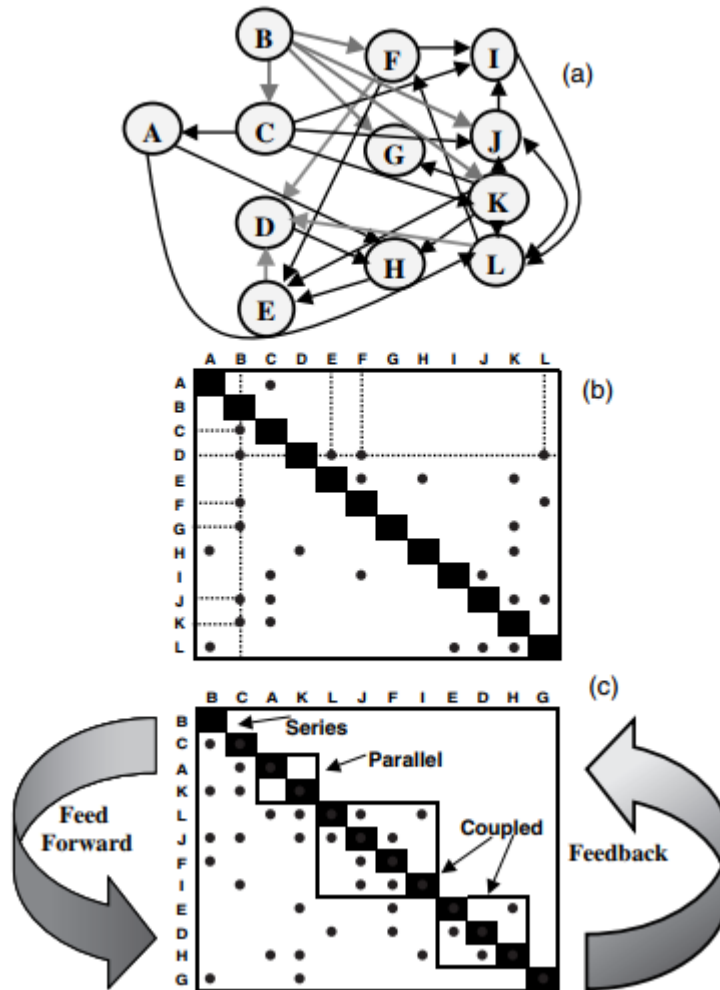 B
F
I
(a)
A
C
J
G
K
D
H
L
E
A B C D E F G H I J K L
A
(b)
B
C
D
E
F
G
H
I
J
K
L
B C A K L J F I E D H G
(c)
B
Series
C
A
Parallel
K
L
Coupled
Feed
Forward
J
Feedback
F
I
E
D
H
G